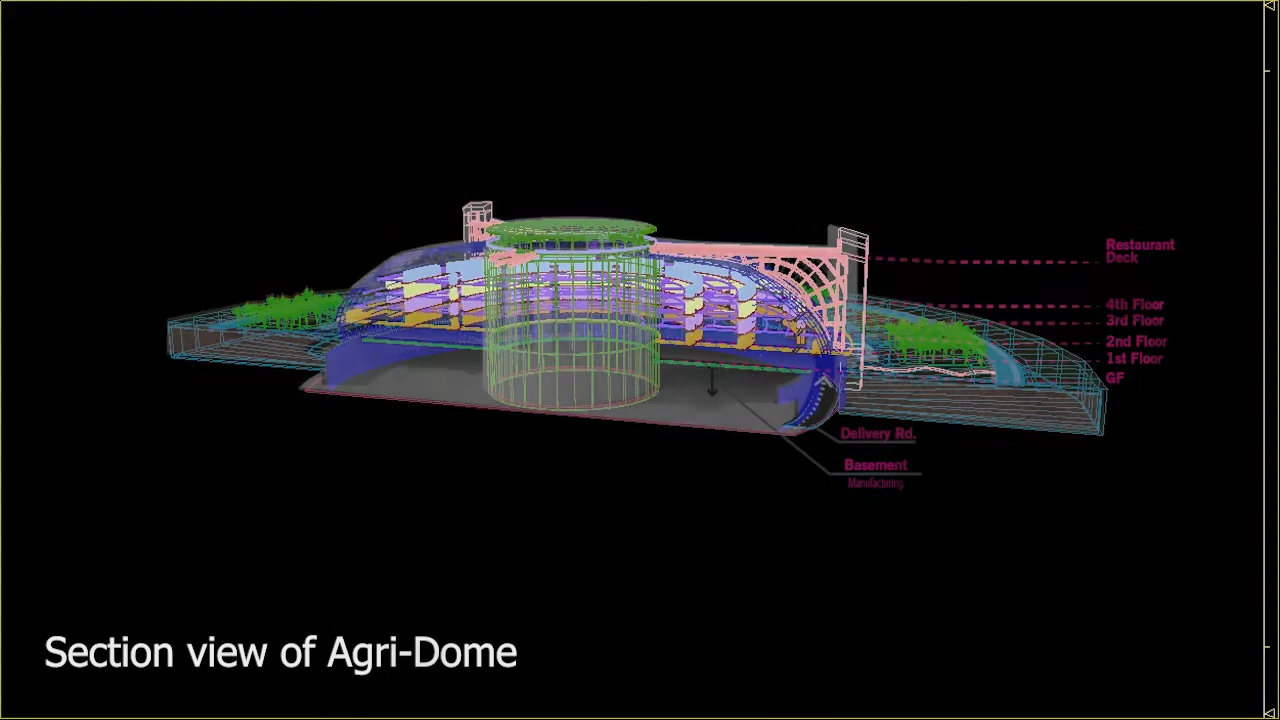 Restaurant
Deck
4th Floor
3rd Floor
2nd Floor
1st Floor
GF
Delivery Rd.
Basement
Manufacturing
Section view of Agri-Dome